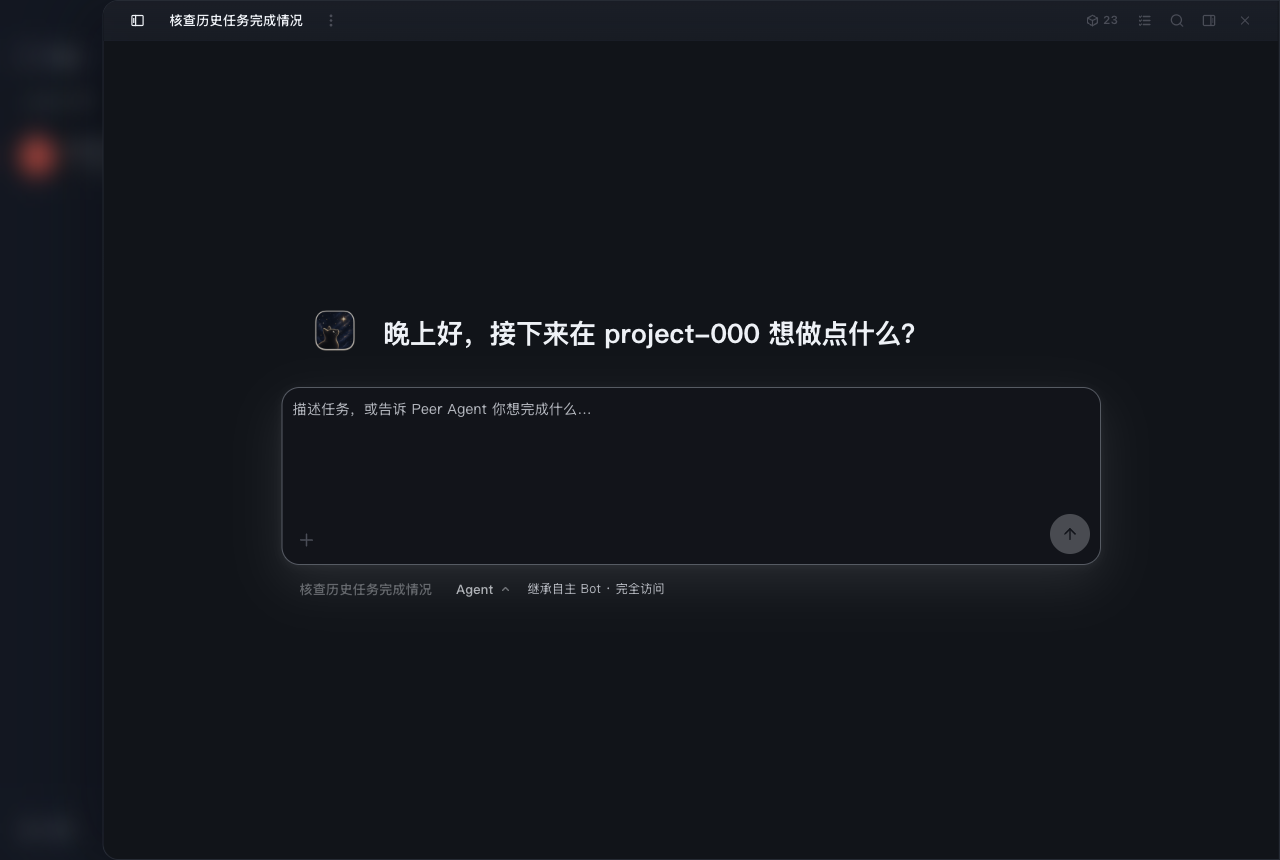 核查历史任务完成情况
23
晚上好，接下来在 project-000 想做点什么？
描述任务，或告诉 Peer Agent 你想完成什么...
核查历史任务完成情况 Agent 继承自主 Bot · 完全访问